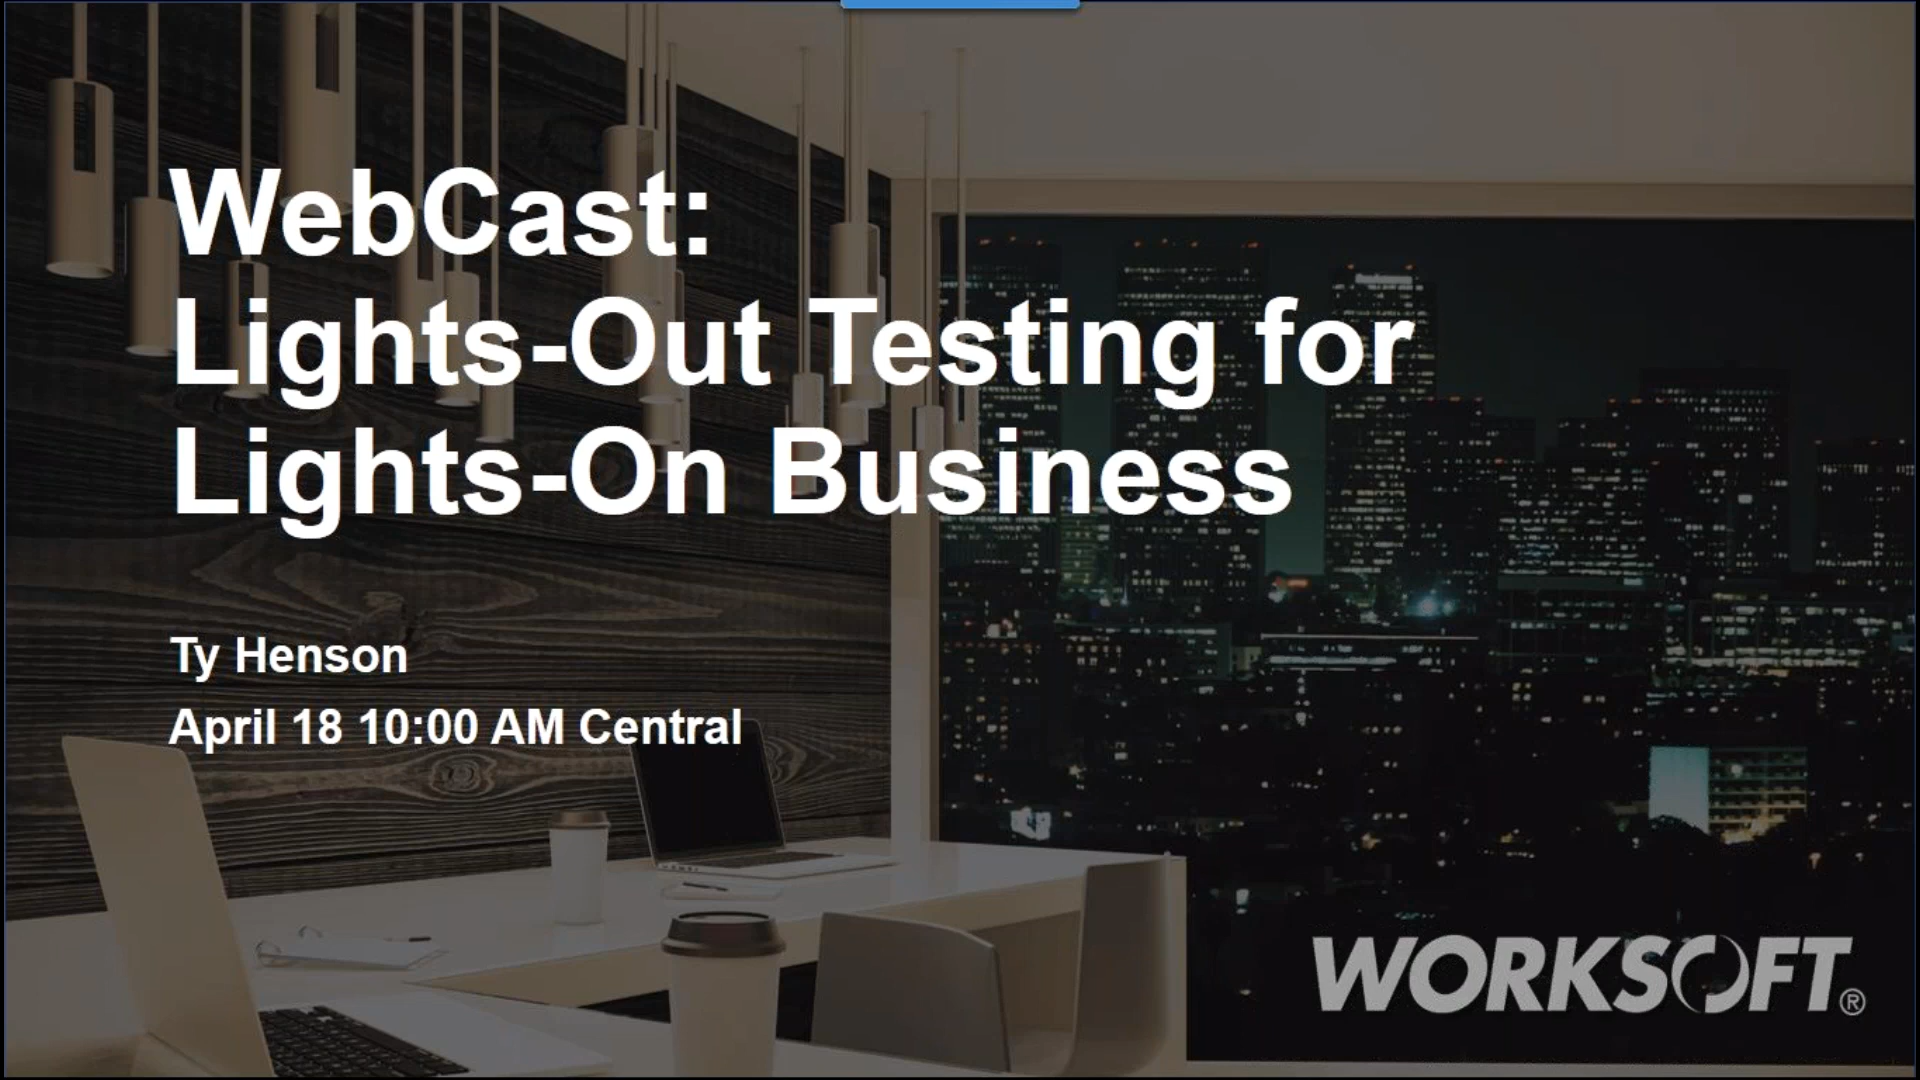 WebCast:
Lights-Out Testing for
Lights-On Business
Ty Henson
April 18 10:00 AM Central
WORKSOFT®